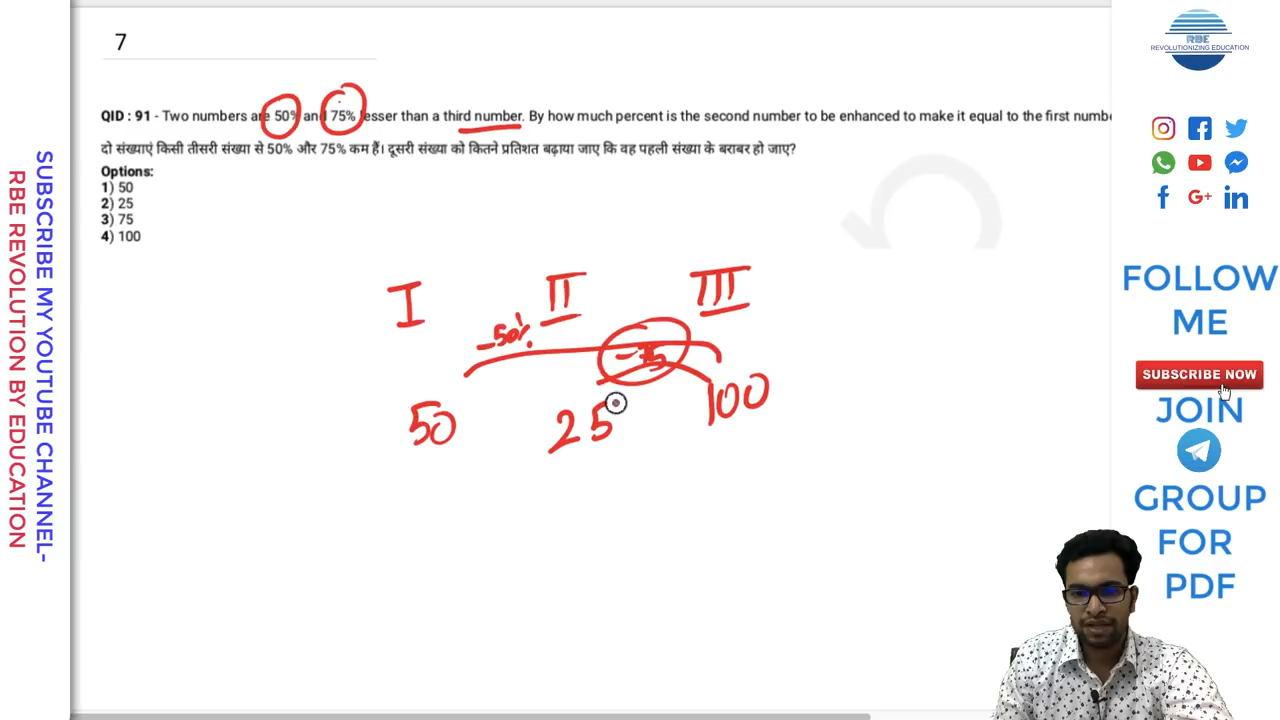 7
QID : 91 - Two numbers are 50% and 75% lesser than a third number. By how much percent is the second number to be enhanced to make it equal to the first numbe
दो संख्याएं किसी तीसरी संख्या से 50% और 75% कम हैं। दूसरी संख्या को कितने प्रतिशत बढ़ाया जाए कि वह पहली संख्या के बराबर हो जाए?
Options:
1) 50
2) 25
3) 75
4) 100
I II III
-50%
-75
50 25 100
SUBSCRIBE MY YOUTUBE CHANNEL-
RBE REVOLUTION BY EDUCATION
RBE
REVOLUTIONIZING EDUCATION
f G+ in
FOLLOW
ME
SUBSCRIBE NOW
JOIN
GROUP
FOR
PDF